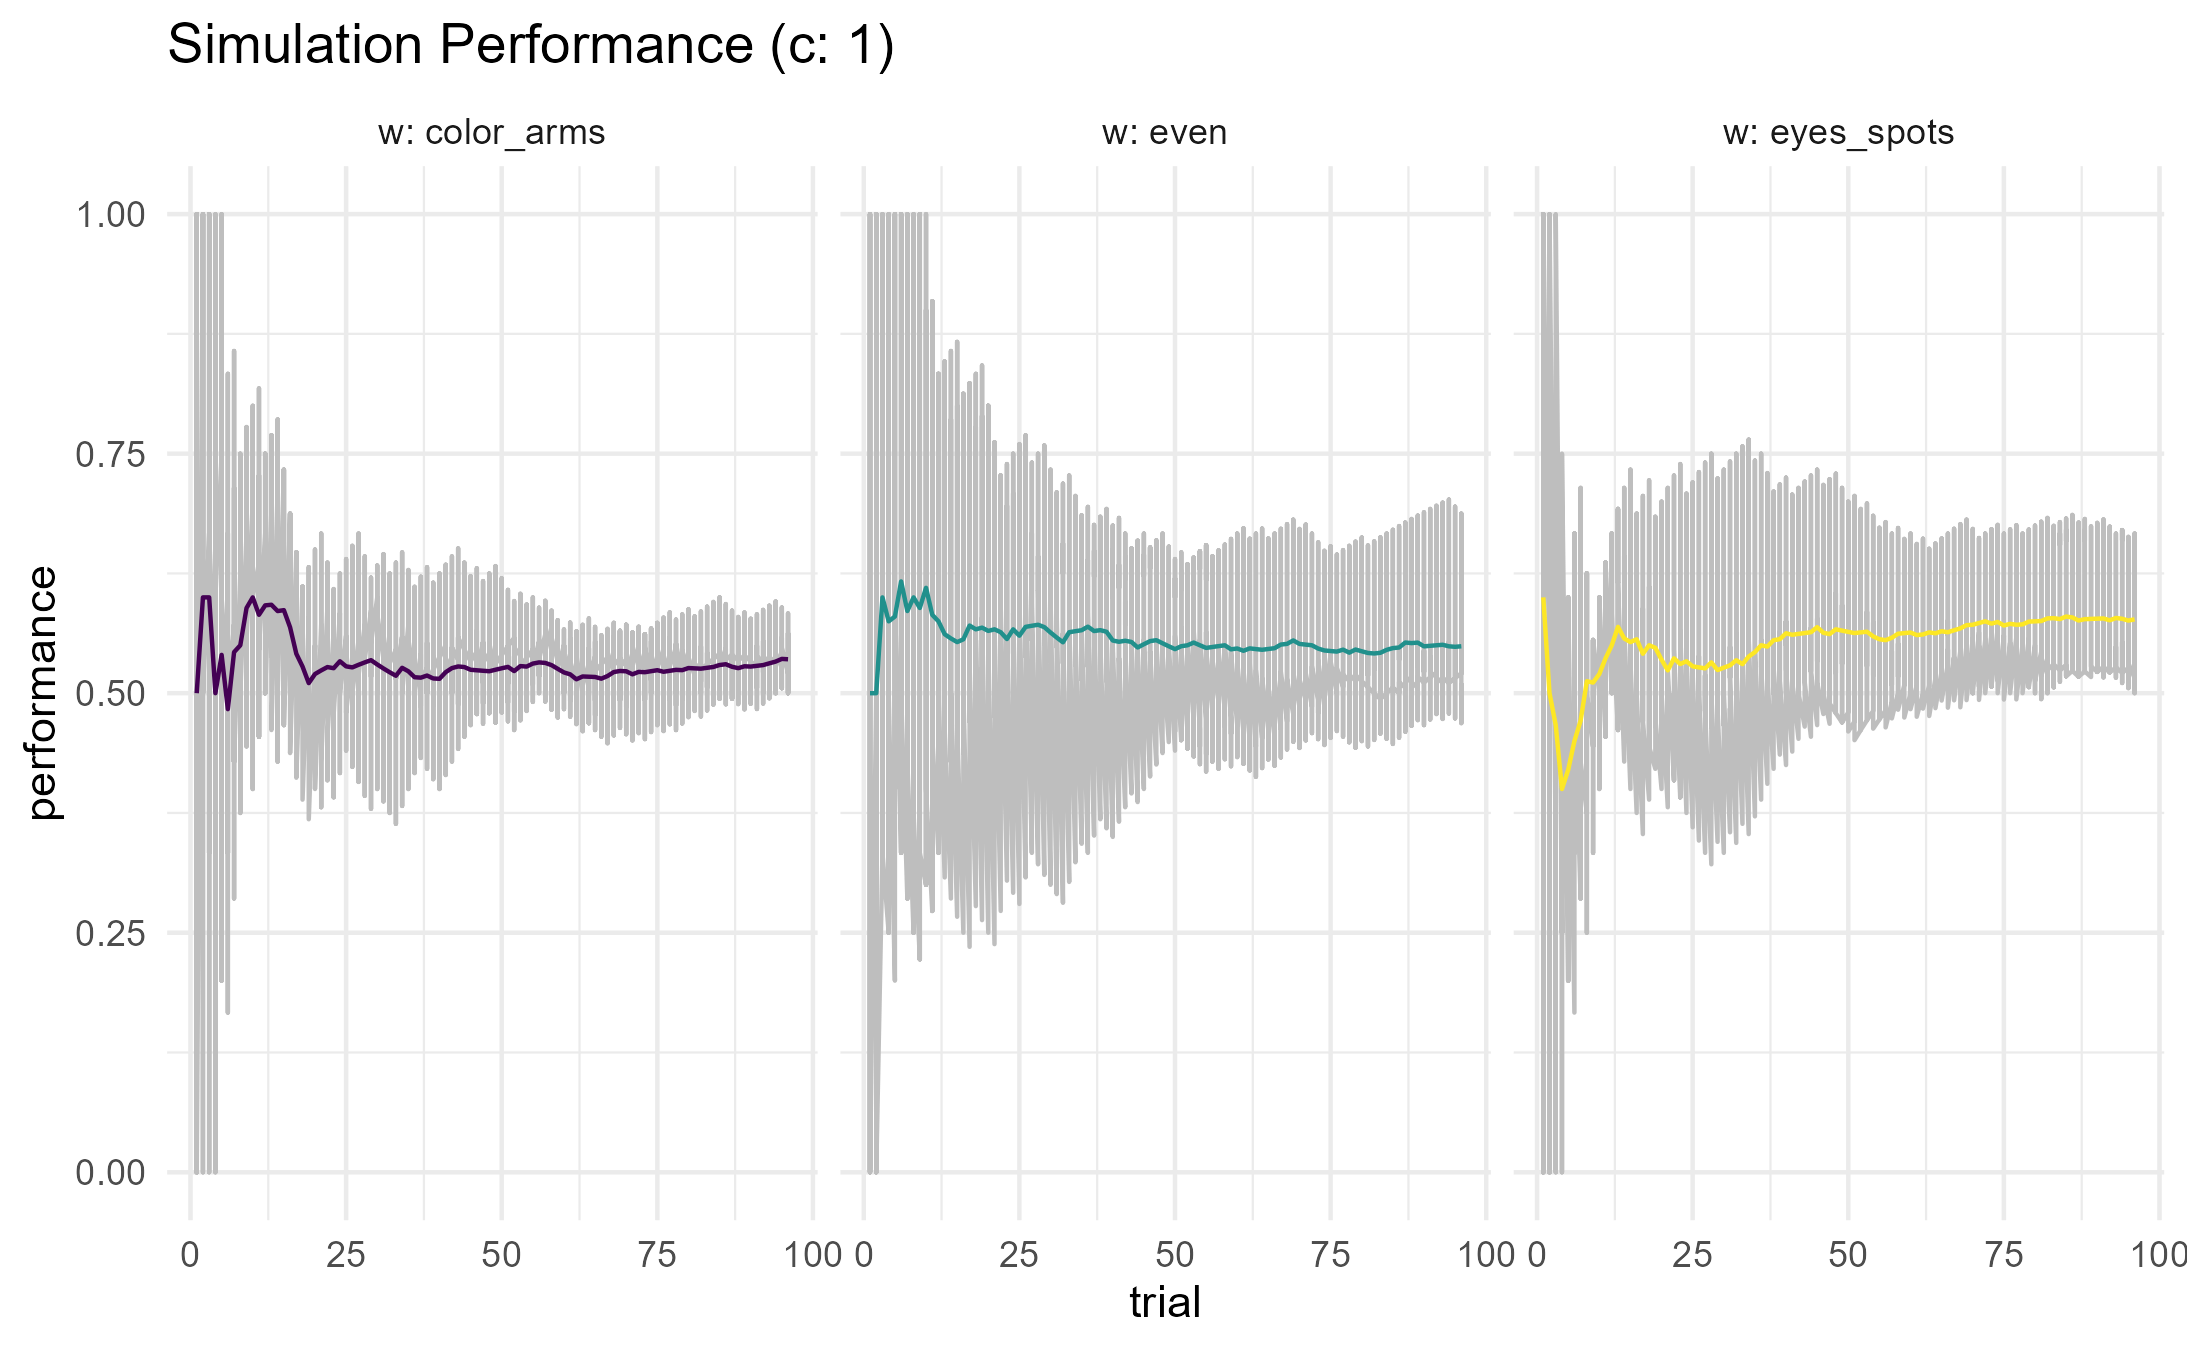 Simulation Performance (c: 1)
w: color_arms
w: even
w: eyes_spots
performance
1.00
0.75
0.50
0.25
0.00
0 25 50 75 100
0 25 50 75 100
0 25 50 75 100
trial